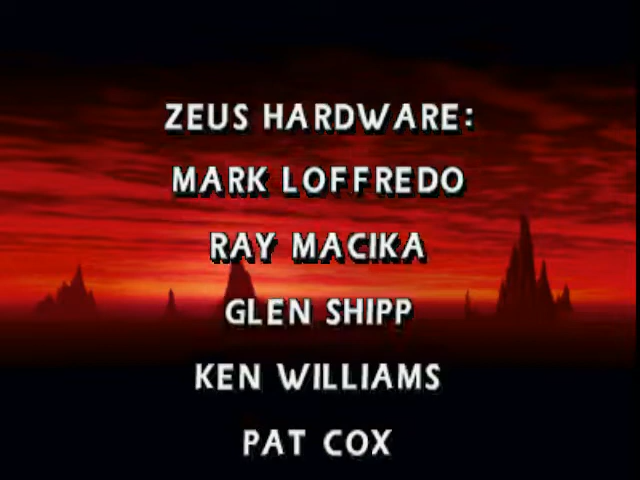 ZEUS HARDWARE:
MARK LOFFREDO
RAY MACIKA
GLEN SHIPP
KEN WILLIAMS
PAT COX